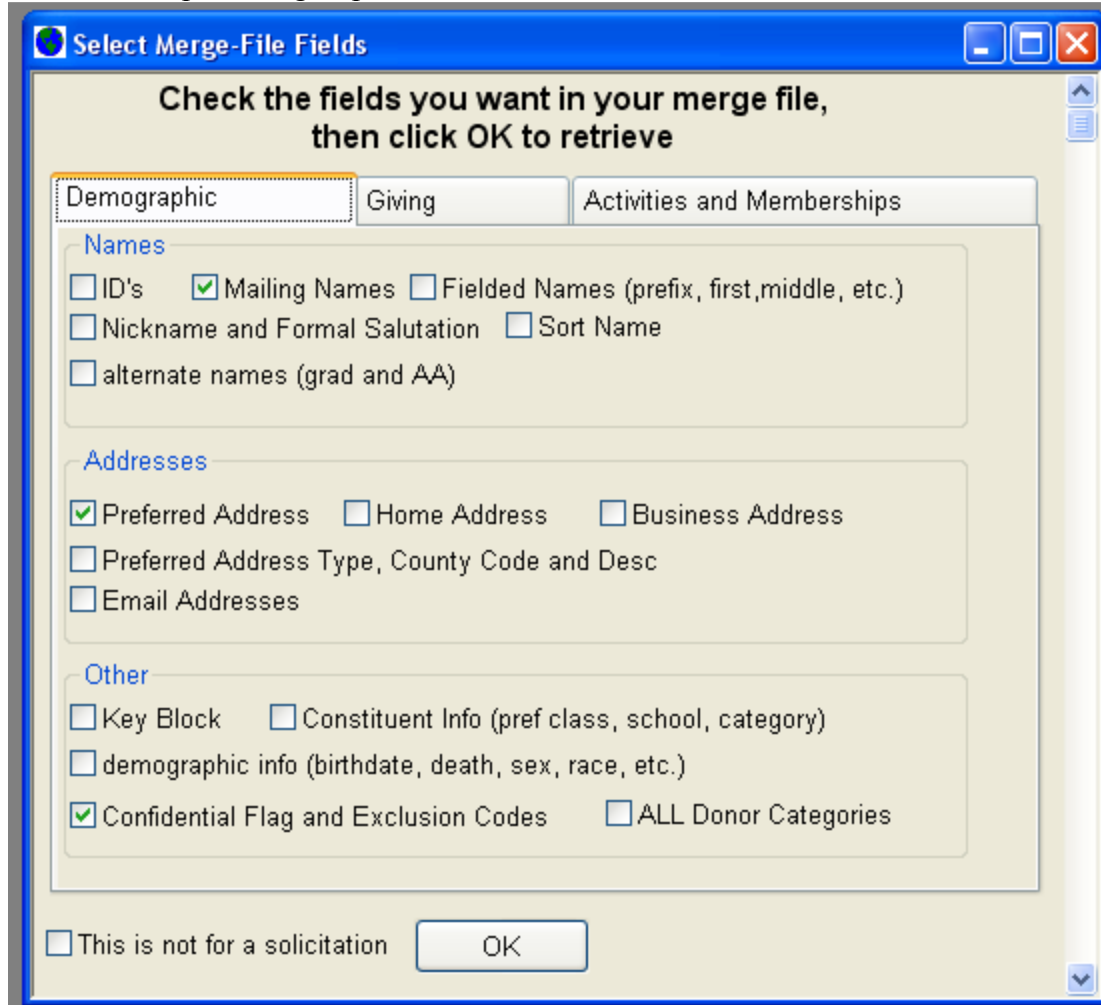 Select Merge-File Fields
Check the fields you want in your merge file,
then click OK to retrieve
Demographic Giving Activities and Memberships
Names
ID's Mailing Names Fielded Names (prefix, first,middle, etc.)
Nickname and Formal Salutation Sort Name
alternate names (grad and AA)
Addresses
Preferred Address Home Address Business Address
Preferred Address Type, County Code and Desc
Email Addresses
Other
Key Block Constituent Info (pref class, school, category)
demographic info (birthdate, death, sex, race, etc.)
Confidential Flag and Exclusion Codes ALL Donor Categories
This is not for a solicitation OK